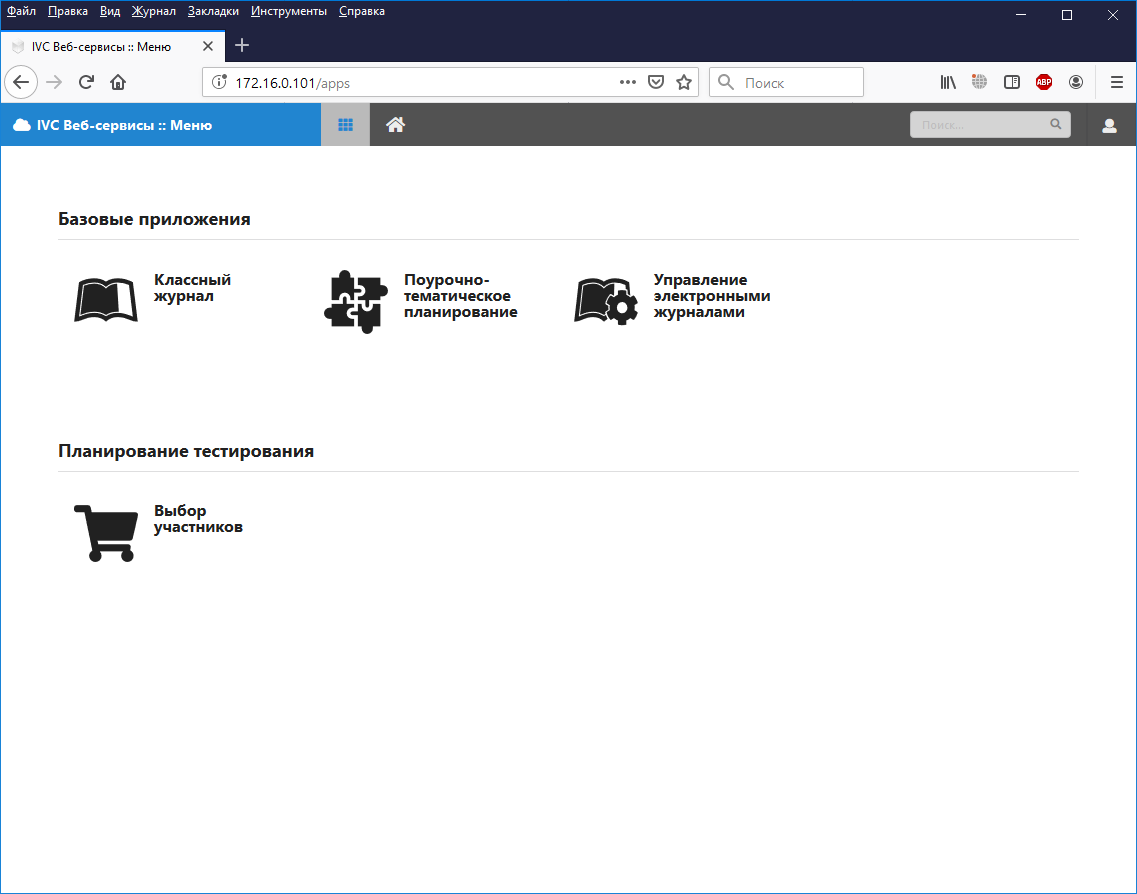 Файл Правка Вид Журнал Закладки Инструменты Справка
IVC Веб-сервисы :: Меню
172.16.0.101/apps
Поиск
ABP
IVC Веб-сервисы :: Меню
Поиск...
Базовые приложения
Классный
журнал
Поурочно-
тематическое
планирование
Управление
электронными
журналами
Планирование тестирования
Выбор
участников